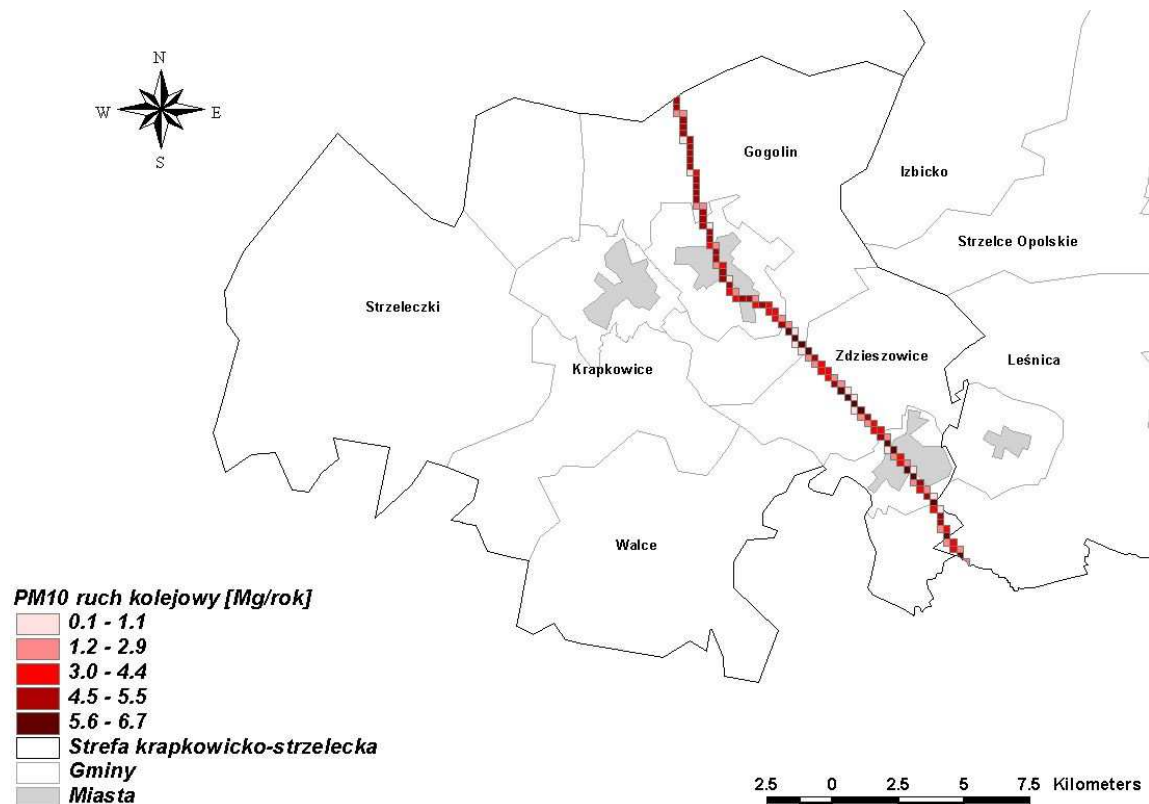 N
W E
S
Gogolin
Izbicko
Strzelce Opolskie
Strzeleczki
Zdzieszowice
Leśnica
Krapkowice
Walce
PM10 ruch kolejowy [Mg/rok]
0.1 - 1.1
1.2 - 2.9
3.0 - 4.4
4.5 - 5.5
5.6 - 6.7
Strefa krapkowicko-strzelecka
Gminy
Miasta
2.5 0 2.5 5 7.5 Kilometers